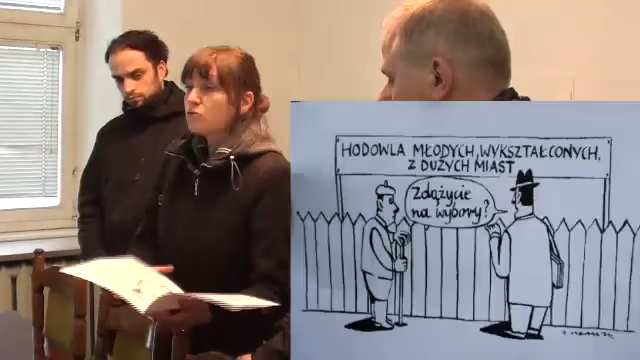 HODOWLA MŁODYCH, WYKSZTAŁCONYCH,
Z DUŻYCH MIAST
Zdążycie
na wybory?